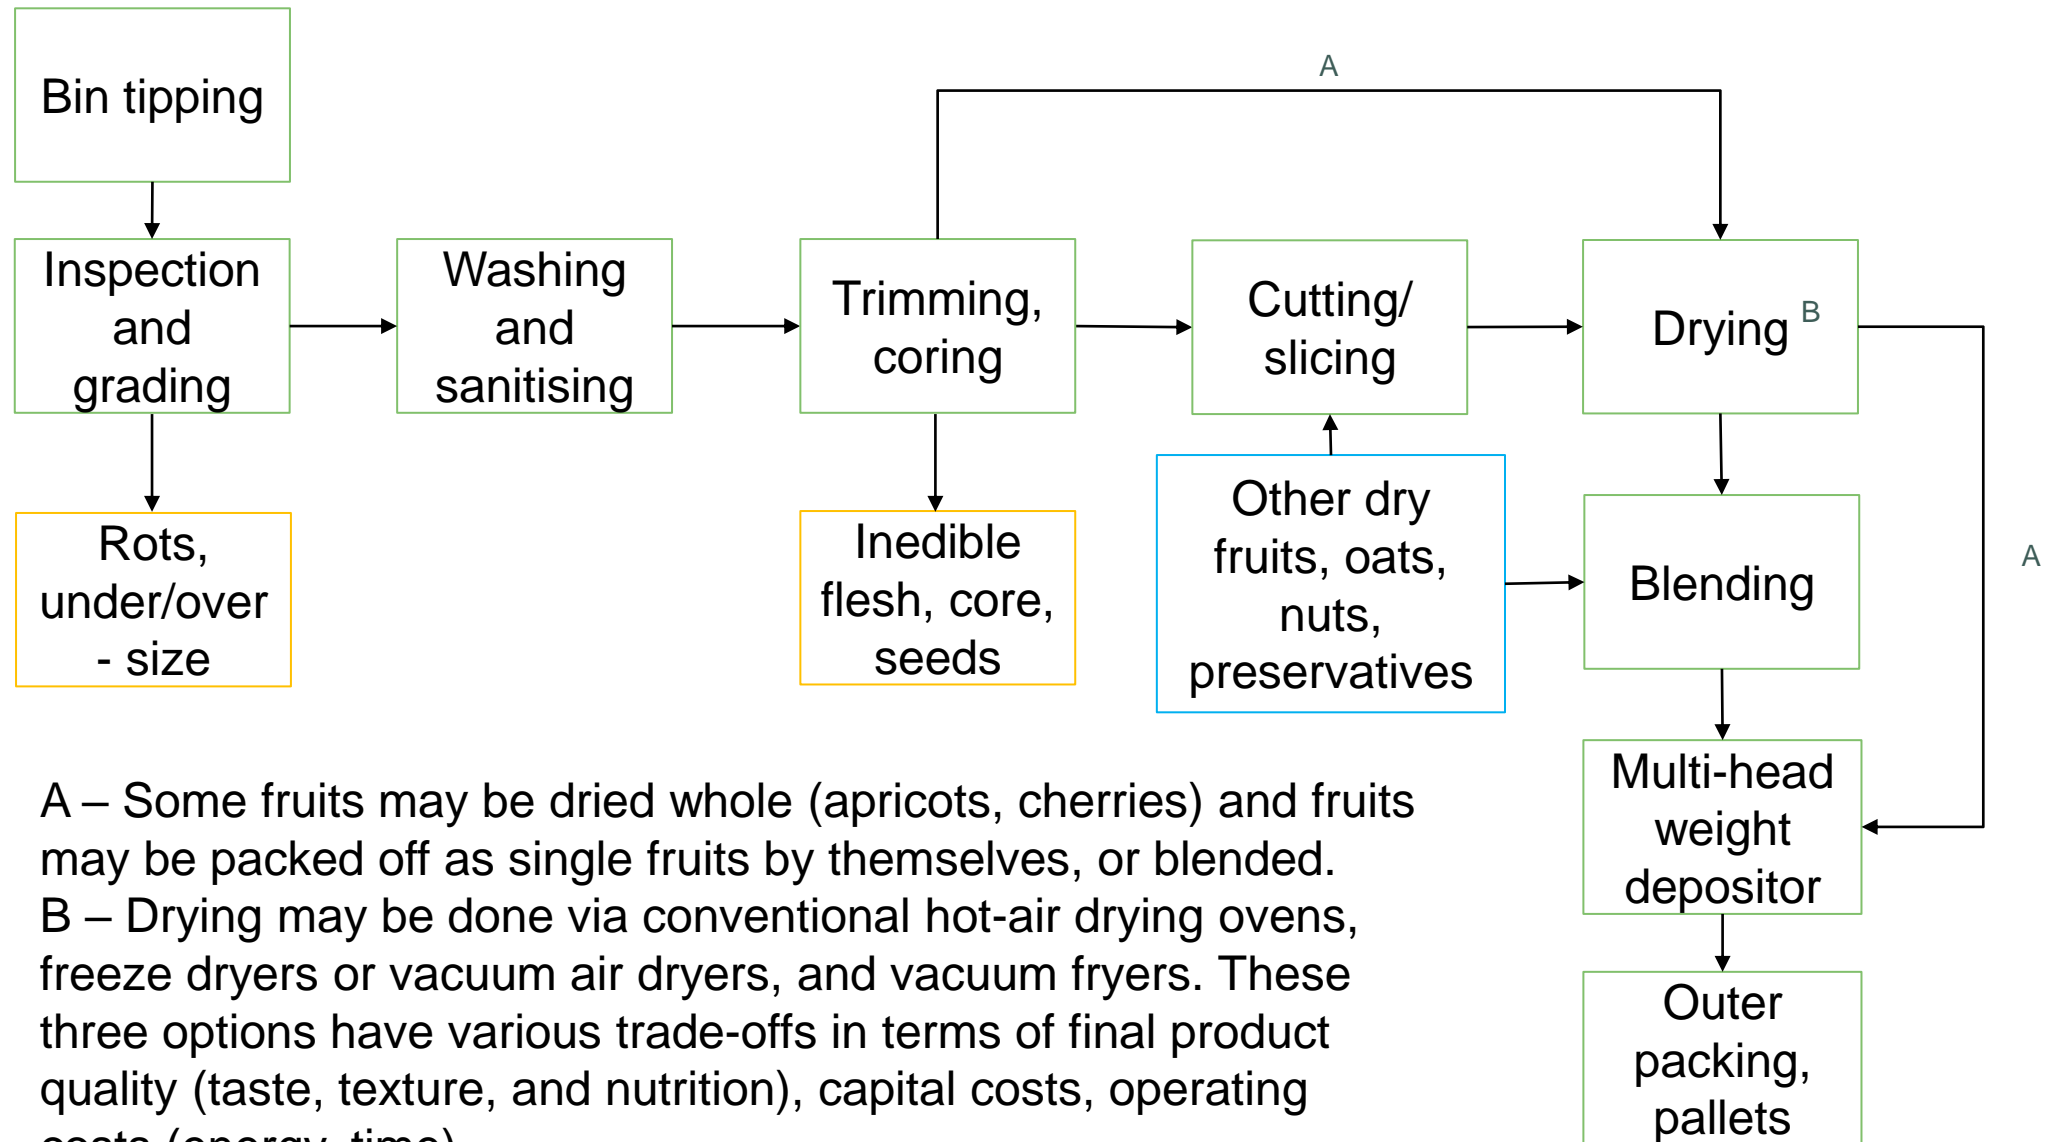 Bin tipping
A
Inspection
and
grading
Washing
and
sanitising
Trimming,
coring
Cutting/
slicing
Drying B
Rots,
under/over
- size
Inedible
flesh, core,
seeds
Other dry
fruits, oats,
nuts,
preservatives
Blending
A
Multi-head
weight
depositor
Outer
packing,
pallets
A – Some fruits may be dried whole (apricots, cherries) and fruits
may be packed off as single fruits by themselves, or blended.
B – Drying may be done via conventional hot-air drying ovens,
freeze dryers or vacuum air dryers, and vacuum fryers. These
three options have various trade-offs in terms of final product
quality (taste, texture, and nutrition), capital costs, operating
costs (energy, time)